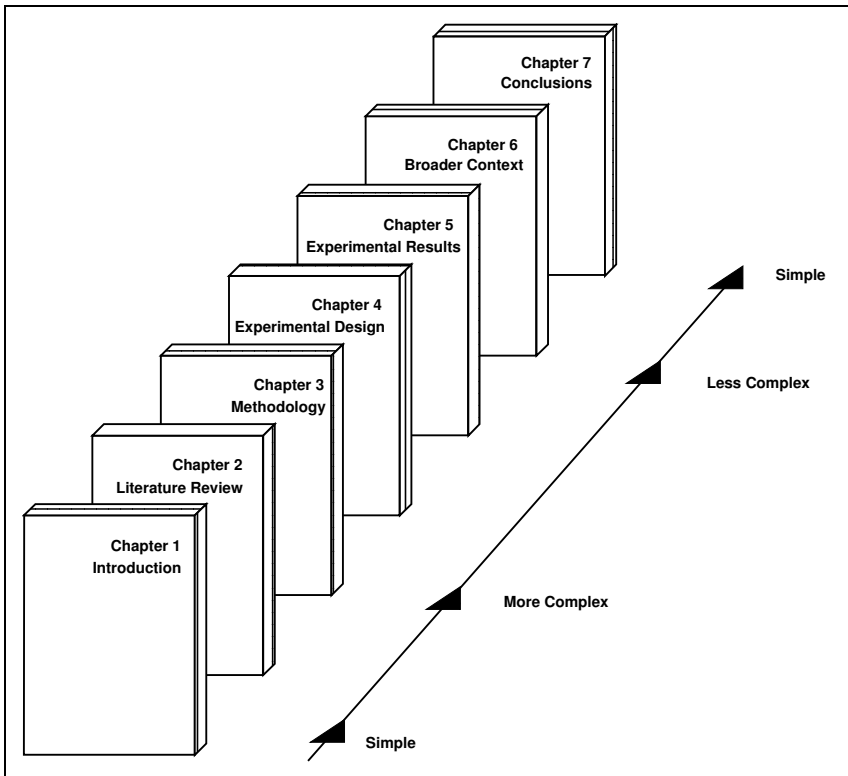 Chapter 7
Conclusions
Chapter 6
Broader Context
Chapter 5
Experimental Results
Chapter 4
Experimental Design
Chapter 3
Methodology
Chapter 2
Literature Review
Chapter 1
Introduction
Simple
Less Complex
More Complex
Simple